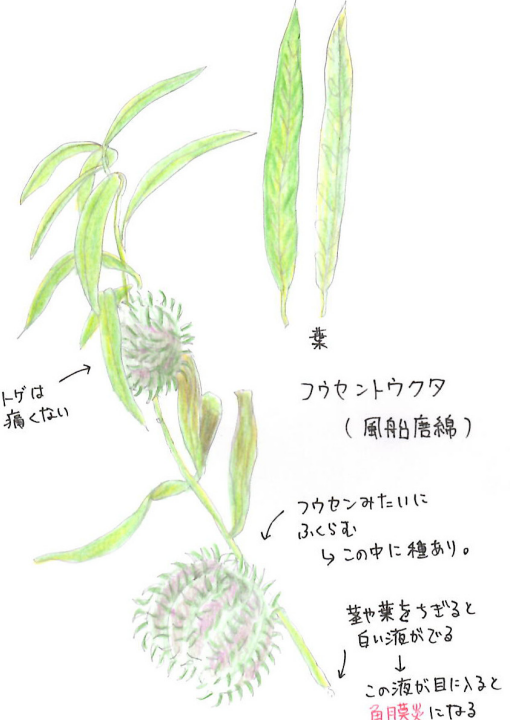 葉
トゲは
痛くない
フウセントウワタ
(風船唐綿)
フウセンみたいに
ふくらむ
↳この中に種あり。
茎や葉をちぎると
白い液がでる
↓
この液が目に入ると
角膜炎になる